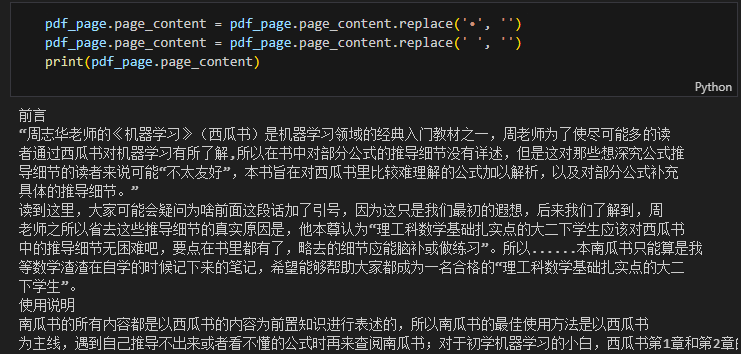 pdf_page.page_content = pdf_page.page_content.replace('•', '')
pdf_page.page_content = pdf_page.page_content.replace(' ', '')
print(pdf_page.page_content)
Python
前言
“周志华老师的《机器学习》（西瓜书）是机器学习领域的经典入门教材之一，周老师为了使尽可能多的读
者通过西瓜书对机器学习有所了解,所以在书中对部分公式的推导细节没有详述，但是这对那些想深究公式推
导细节的读者来说可能“不太友好”，本书旨在对西瓜书里比较难理解的公式加以解析，以及对部分公式补充
具体的推导细节。”
读到这里，大家可能会疑问为啥前面这段话加了引号，因为这只是我们最初的遐想，后来我们了解到，周
老师之所以省去这些推导细节的真实原因是，他本尊认为“理工科数学基础扎实点的大二下学生应该对西瓜书
中的推导细节无困难吧，要点在书里都有了，略去的细节应能脑补或做练习”。所以......本南瓜书只能算是我
等数学渣渣在自学的时候记下来的笔记，希望能够帮助大家都成为一名合格的“理工科数学基础扎实点的大二
下学生”。
使用说明
南瓜书的所有内容都是以西瓜书的内容为前置知识进行表述的，所以南瓜书的最佳使用方法是以西瓜书
为主线，遇到自己推导不出来或者看不懂的公式时再来查阅南瓜书；对于初学机器学习的小白，西瓜书第1章和第2章